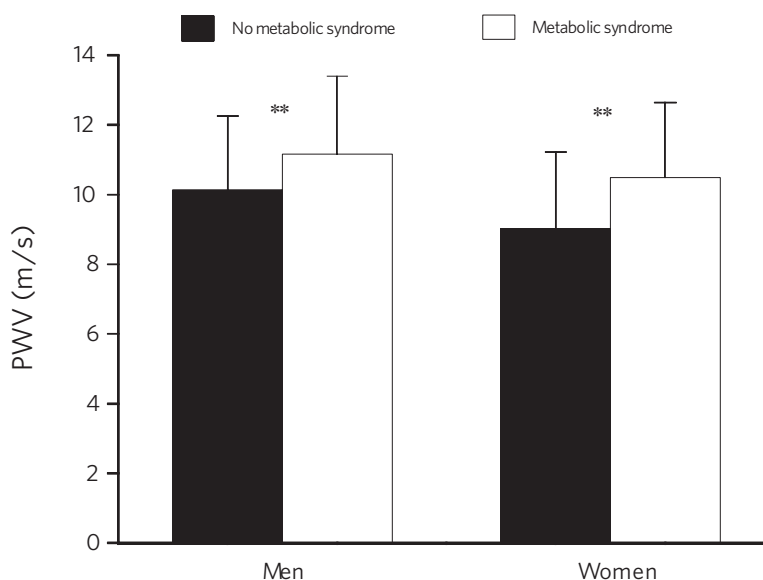 No metabolic syndrome
Metabolic syndrome
14
12
10
8
6
4
2
0
PWV (m/s)
**
**
Men
Women